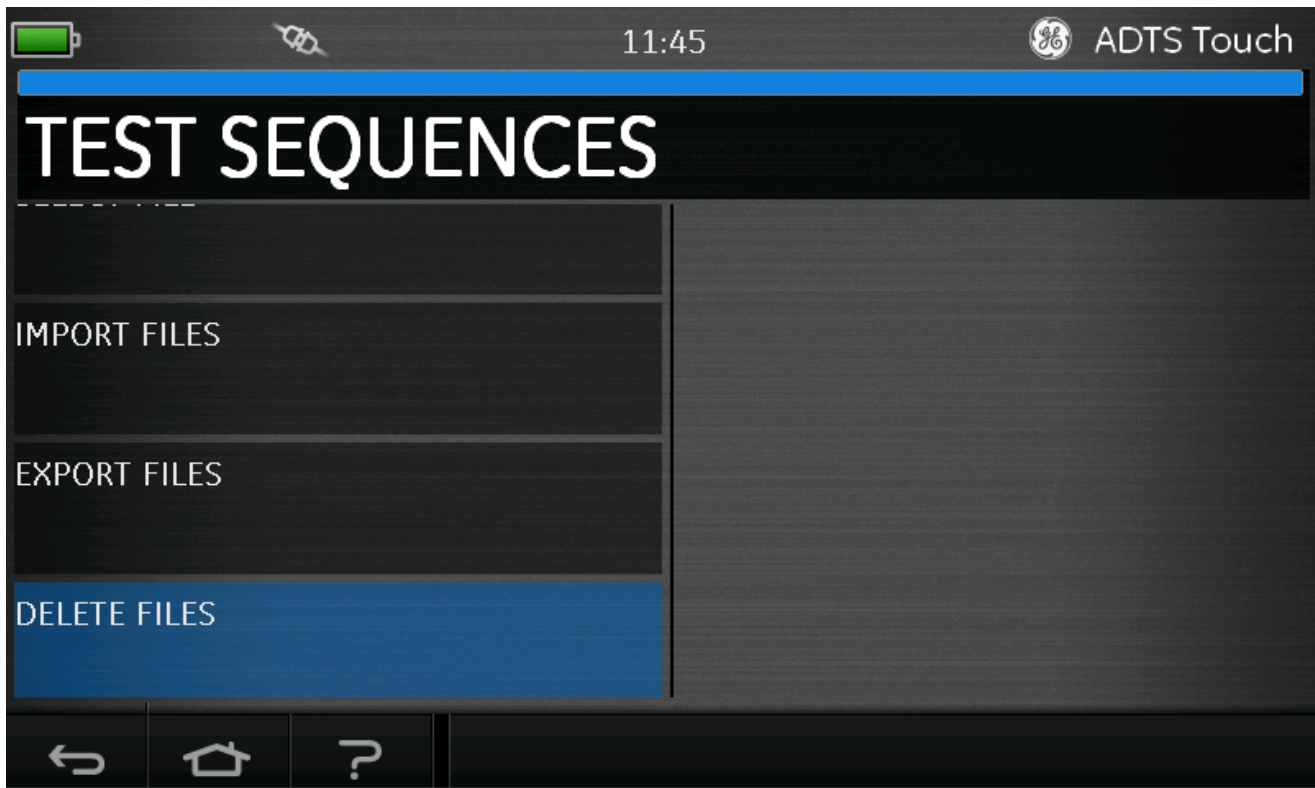 11:45
ADTS Touch
TEST SEQUENCES
IMPORT FILES
EXPORT FILES
DELETE FILES